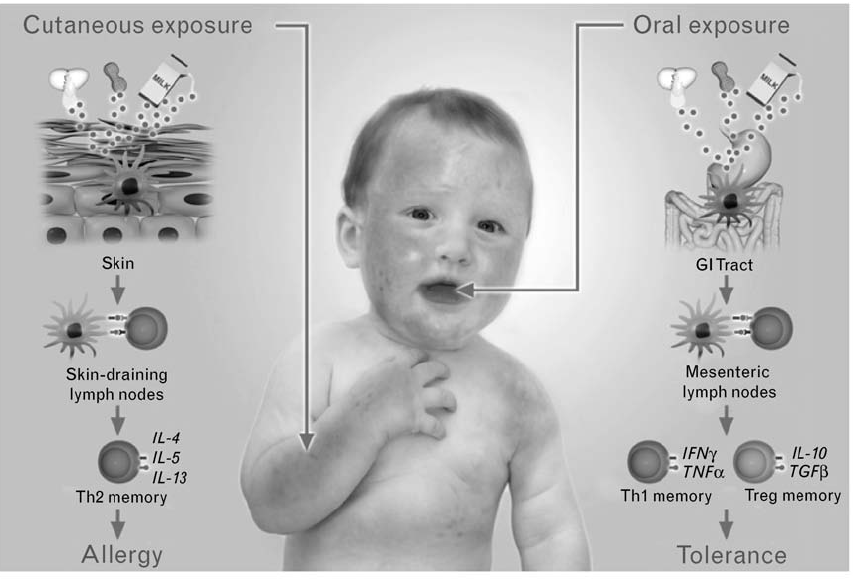 Cutaneous exposure
Oral exposure
MILK
MILK
Skin
GI Tract
Skin-draining
lymph nodes
Mesenteric
lymph nodes
IL-4
IL-5
IL-13
Th2 memory
IFNγ
TNFα
Th1 memory
IL-10
TGFβ
Treg memory
Allergy
Tolerance